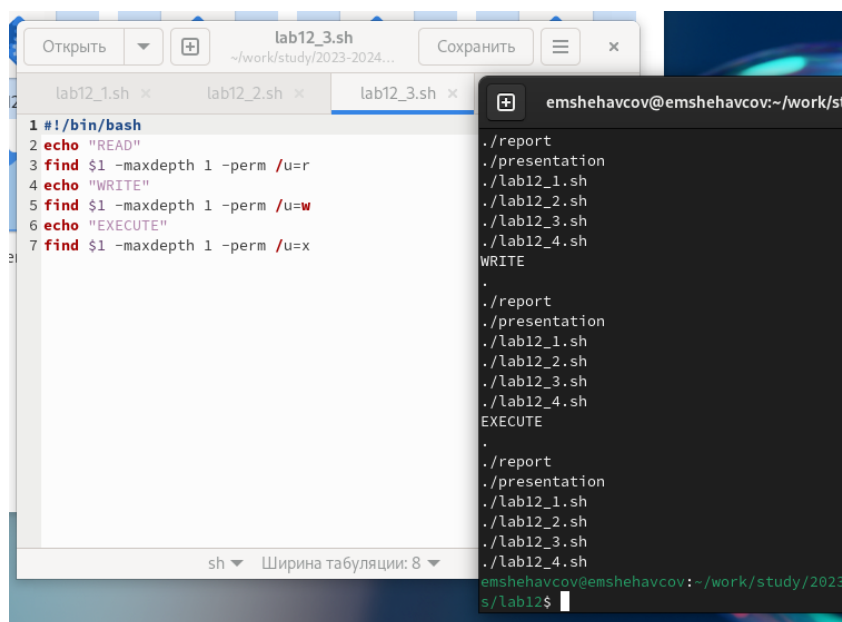 Открыть
lab12_3.sh
~/work/study/2023-2024...
Сохранить
lab12_1.sh ×
lab12_2.sh ×
lab12_3.sh ×
1 #!/bin/bash
2 echo "READ"
3 find $1 -maxdepth 1 -perm /u=r
4 echo "WRITE"
5 find $1 -maxdepth 1 -perm /u=w
6 echo "EXECUTE"
7 find $1 -maxdepth 1 -perm /u=x
sh
Ширина табуляции: 8
emshehavcov@emshehavcov:~/work/st
./report
./presentation
./lab12_1.sh
./lab12_2.sh
./lab12_3.sh
./lab12_4.sh
WRITE
.
./report
./presentation
./lab12_1.sh
./lab12_2.sh
./lab12_3.sh
./lab12_4.sh
EXECUTE
.
./report
./presentation
./lab12_1.sh
./lab12_2.sh
./lab12_3.sh
./lab12_4.sh
emshehavcov@emshehavcov:~/work/study/2023
s/lab12$